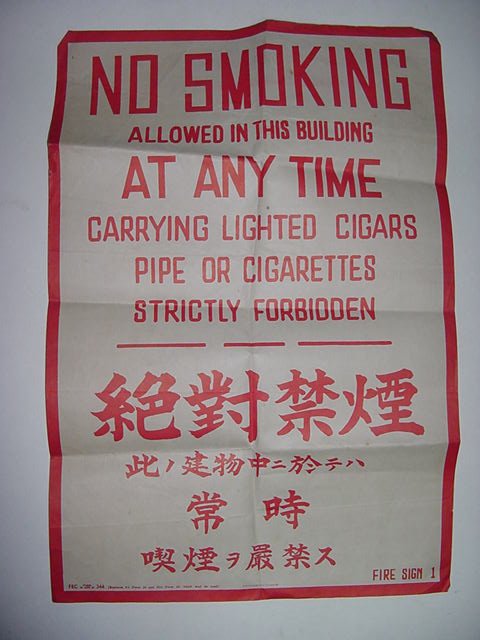 NO SMOKING
ALLOWED IN THIS BUILDING
AT ANY TIME
CARRYING LIGHTED CIGARS
PIPE OR CIGARETTES
STRICTLY FORBIDDEN
絶對禁煙
此ノ建物中ニ於テハ
常時
喫煙ヲ嚴禁ス
FIRE SIGN 1
FEC 344